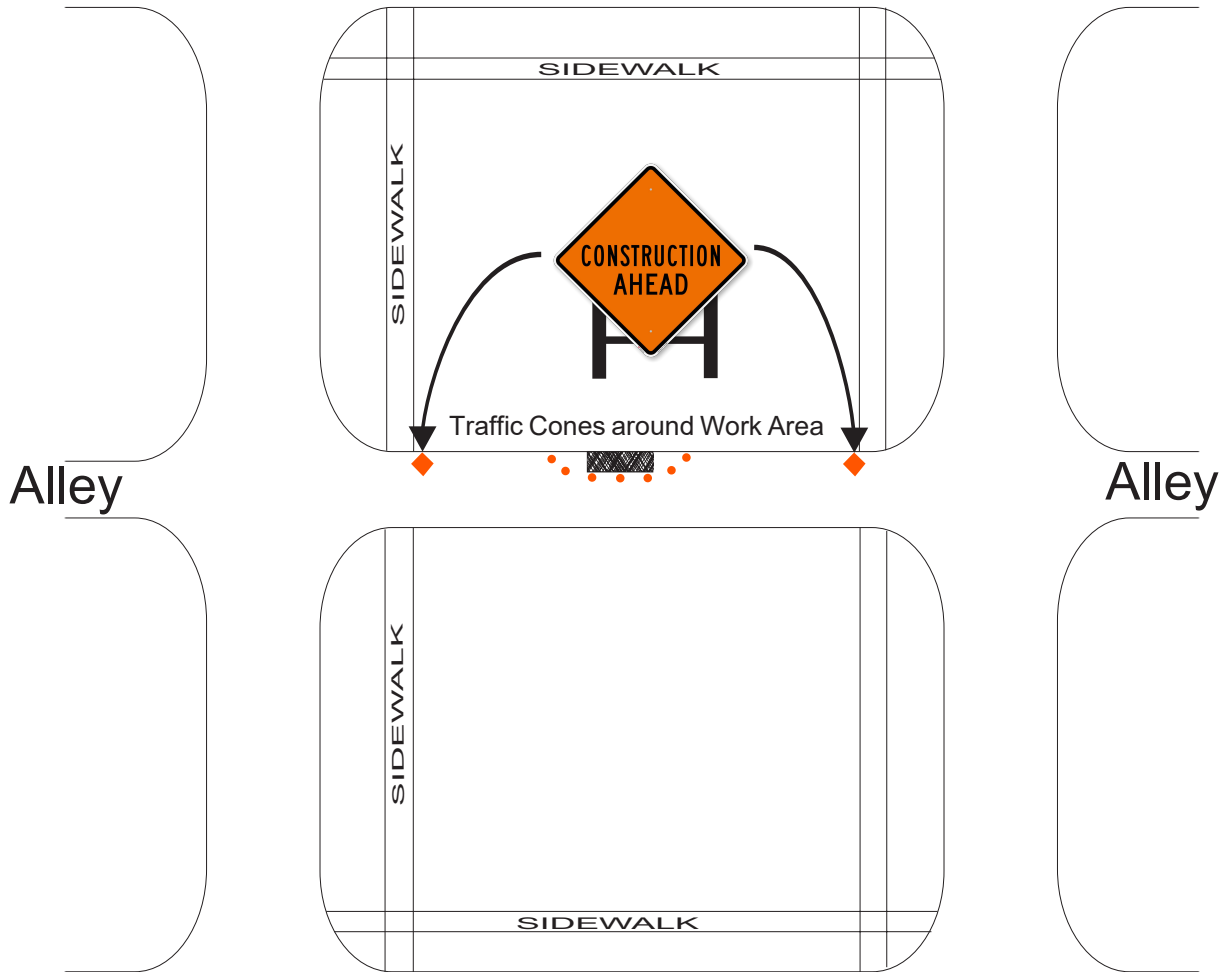 SIDEWALK
SIDEWALK
CONSTRUCTION
AHEAD
Traffic Cones around Work Area
Alley
Alley
SIDEWALK
SIDEWALK